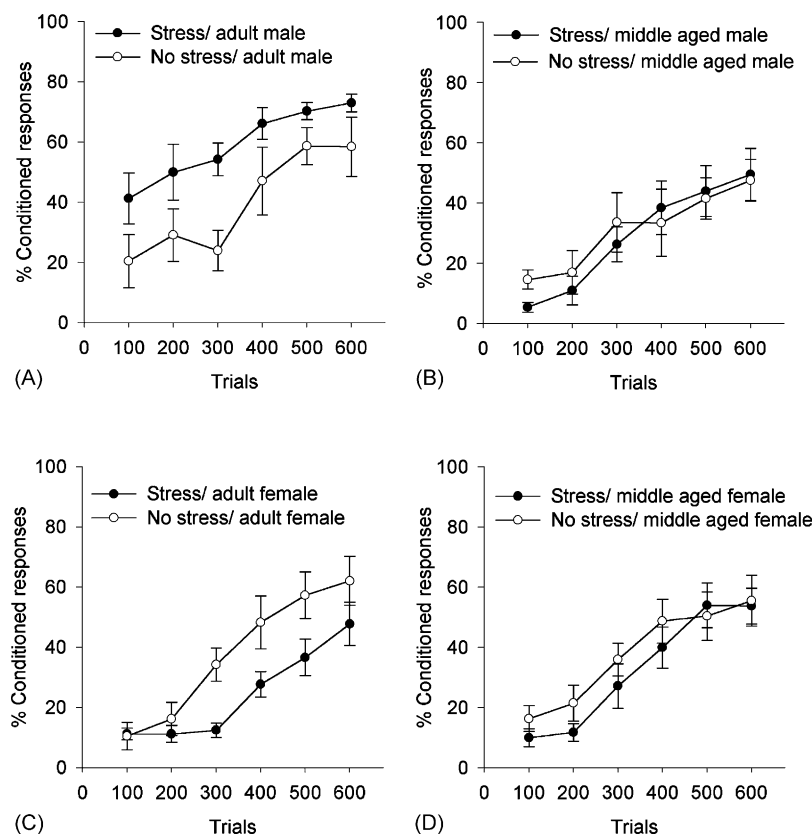 Stress/ adult male
No stress/ adult male
% Conditioned responses
100
80
60
40
20
0
0 100 200 300 400 500 600
(A)
Trials
Stress/ middle aged male
No stress/ middle aged male
% Conditioned responses
100
80
60
40
20
0
0 100 200 300 400 500 600
(B)
Trials
Stress/ adult female
No stress/ adult female
% Conditioned responses
100
80
60
40
20
0
0 100 200 300 400 500 600
(C)
Trials
Stress/ middle aged female
No stress/ middle aged female
% Conditioned responses
100
80
60
40
20
0
0 100 200 300 400 500 600
(D)
Trials